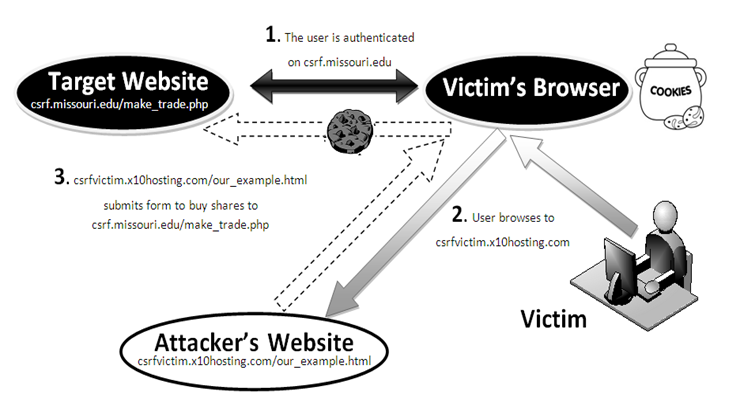 1. The user is authenticated
on csrf.missouri.edu
Target Website
csrf.missouri.edu/make_trade.php
Victim's Browser
COOKIES
3. csrfvictim.x10hosting.com/our_example.html
submits form to buy shares to
csrf.missouri.edu/make_trade.php
2. User browses to
csrfvictim.x10hosting.com
Victim
Attacker's Website
csrfvictim.x10hosting.com/our_example.html